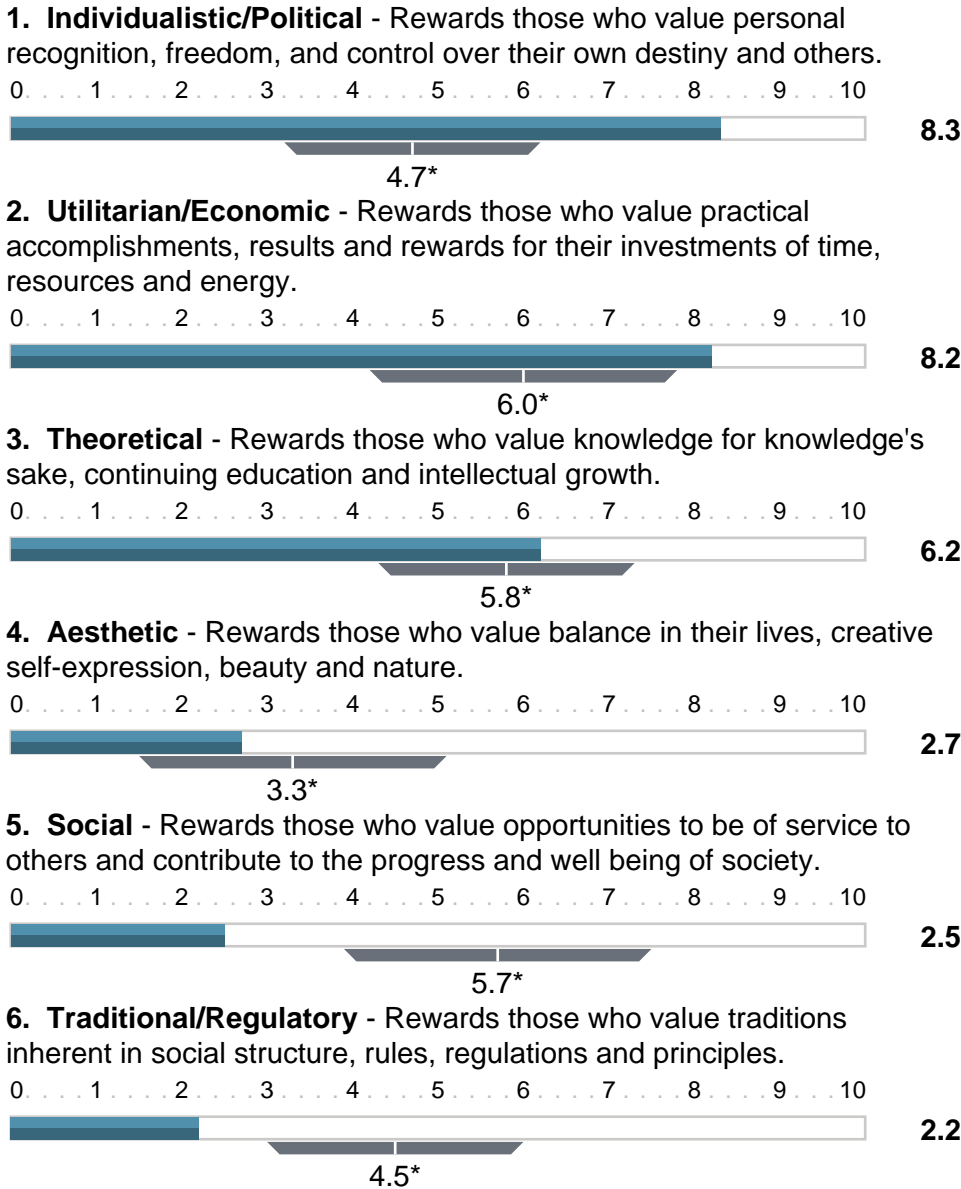 1. Individualistic/Political - Rewards those who value personal
recognition, freedom, and control over their own destiny and others.
0. . . . 1 . . . . 2 . . . . 3 . . . . 4 . . . . 5 . . . . 6 . . . . 7 . . . . 8 . . . . 9 . . . 10
8.3
4.7*
2. Utilitarian/Economic - Rewards those who value practical
accomplishments, results and rewards for their investments of time,
resources and energy.
0. . . . 1 . . . . 2 . . . . 3 . . . . 4 . . . . 5 . . . . 6 . . . . 7 . . . . 8 . . . . 9 . . . 10
8.2
6.0*
3. Theoretical - Rewards those who value knowledge for knowledge's
sake, continuing education and intellectual growth.
0. . . . 1 . . . . 2 . . . . 3 . . . . 4 . . . . 5 . . . . 6 . . . . 7 . . . . 8 . . . . 9 . . . 10
6.2
5.8*
4. Aesthetic - Rewards those who value balance in their lives, creative
self-expression, beauty and nature.
0. . . . 1 . . . . 2 . . . . 3 . . . . 4 . . . . 5 . . . . 6 . . . . 7 . . . . 8 . . . . 9 . . . 10
2.7
3.3*
5. Social - Rewards those who value opportunities to be of service to
others and contribute to the progress and well being of society.
0. . . . 1 . . . . 2 . . . . 3 . . . . 4 . . . . 5 . . . . 6 . . . . 7 . . . . 8 . . . . 9 . . . 10
2.5
5.7*
6. Traditional/Regulatory - Rewards those who value traditions
inherent in social structure, rules, regulations and principles.
0. . . . 1 . . . . 2 . . . . 3 . . . . 4 . . . . 5 . . . . 6 . . . . 7 . . . . 8 . . . . 9 . . . 10
2.2
4.5*